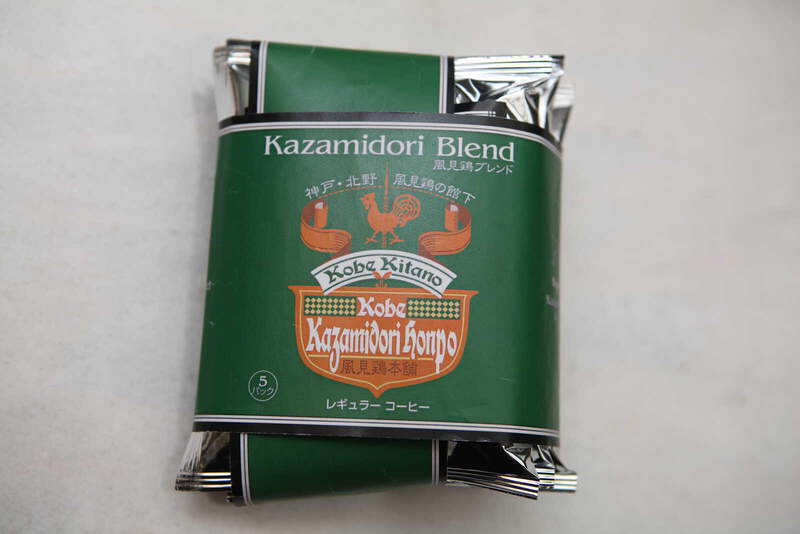 Kazamidori Blend
風見鶏ブレンド
神戸・北野 風見鶏の館下
Kobe Kitano
Kobe
Kazamidori honpo
風見鶏本舗
5
パック
レギュラー コーヒー